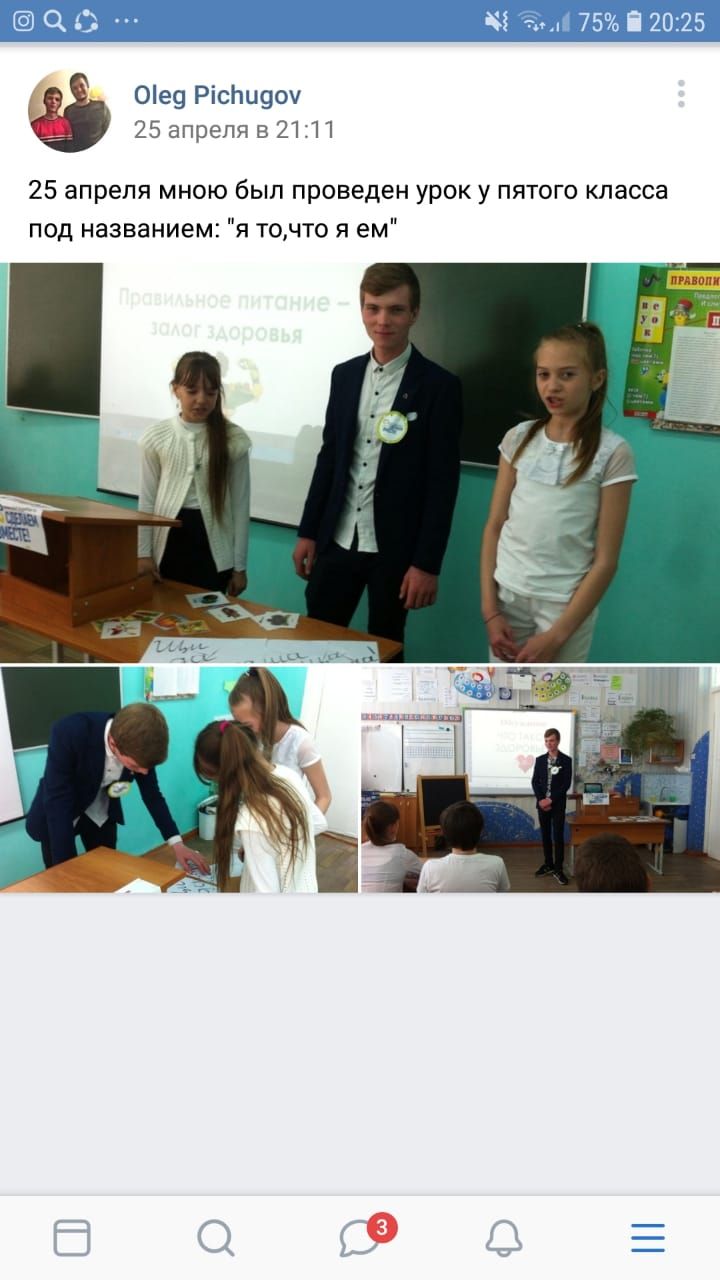 75% 20:25
Oleg Pichugov
25 апреля в 21:11
25 апреля мною был проведен урок у пятого класса
под названием: "я то,что я ем"
Правильное питание –
залог здоровья
ПРАВОПИ
СДЕЛАЕМ
ВМЕСТЕ!
ЧТО ТАКО
ЗДОРОВЬЕ
3